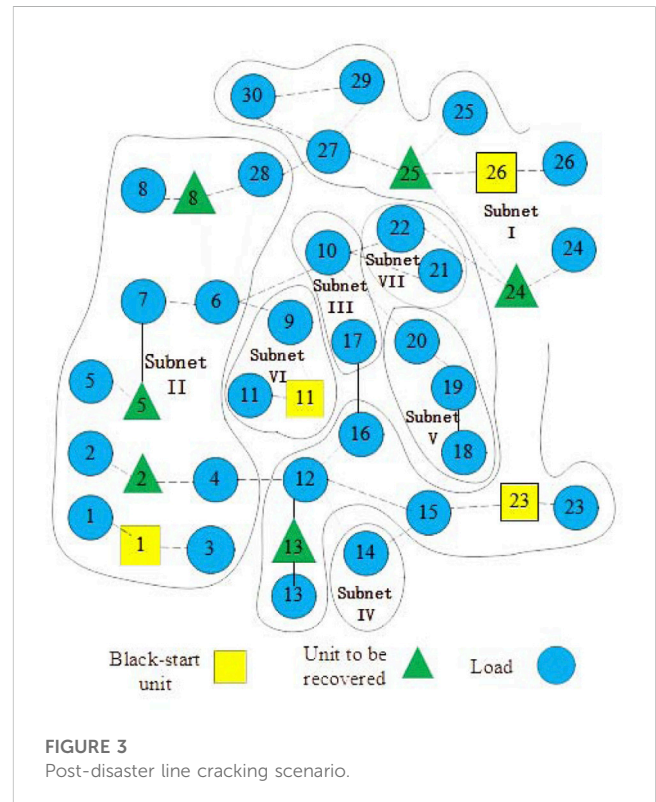 29
30
25
27
25
26
26
28
8
8
Subnet
I
22
10
24
Subnet
VII
21
24
Subnet
III
7
6
9
17
20
Subnet
II
Subnet
VI
5
5
11
11
19
Subnet
V
16
18
2
2
4
12
1
15
23
23
1
3
13
14
13
Subnet
IV
Black-start
unit
Unit to be
recovered
Load
FIGURE 3
Post-disaster line cracking scenario.